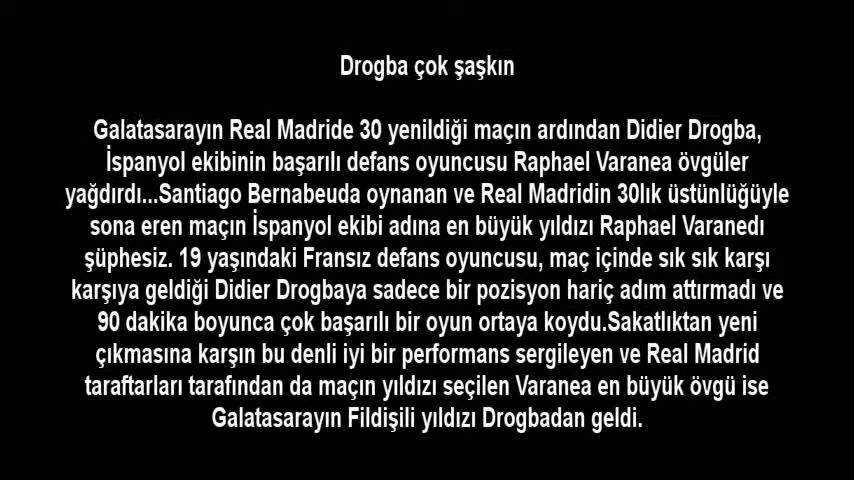 Drogba çok şaşkın
Galatasarayın Real Madride 30 yenildiği maçın ardından Didier Drogba,
İspanyol ekibinin başarılı defans oyuncusu Raphael Varanea övgüler
yağdırdı...Santiago Bernabeuda oynanan ve Real Madridin 30lık üstünlüğüyle
sona eren maçın İspanyol ekibi adına en büyük yıldızı Raphael Varanedı
şüphesiz. 19 yaşındaki Fransız defans oyuncusu, maç içinde sık sık karşı
karşıya geldiği Didier Drogbaya sadece bir pozisyon hariç adım attırmadı ve
90 dakika boyunca çok başarılı bir oyun ortaya koydu.Sakatlıktan yeni
çıkmasına karşın bu denli iyi bir performans sergileyen ve Real Madrid
taraftarları tarafından da maçın yıldızı seçilen Varanea en büyük övgü ise
Galatasarayın Fildişili yıldızı Drogbadan geldi.